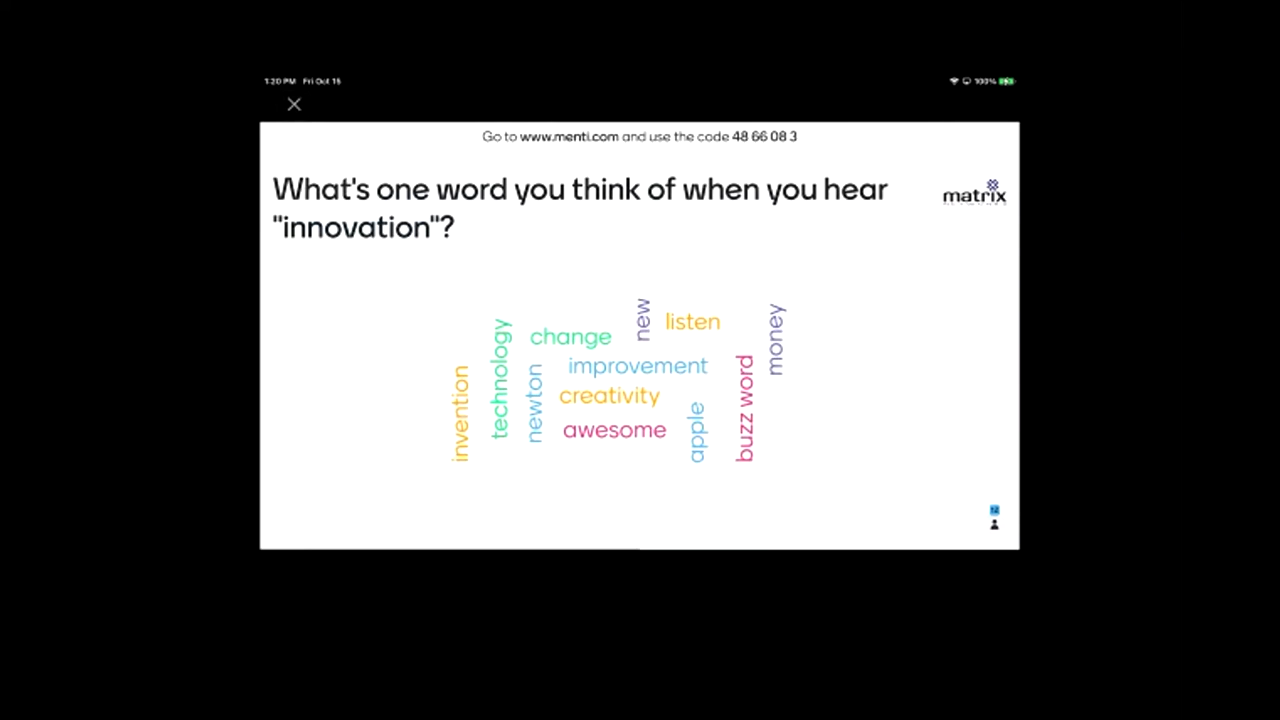 1:20 PM Fri Oct 15
100%
Go to www.menti.com and use the code 48 66 08 3
What's one word you think of when you hear
"innovation"?
matrix
new
listen
money
technology
change
improvement
invention
newton
creativity
buzz word
awesome
apple